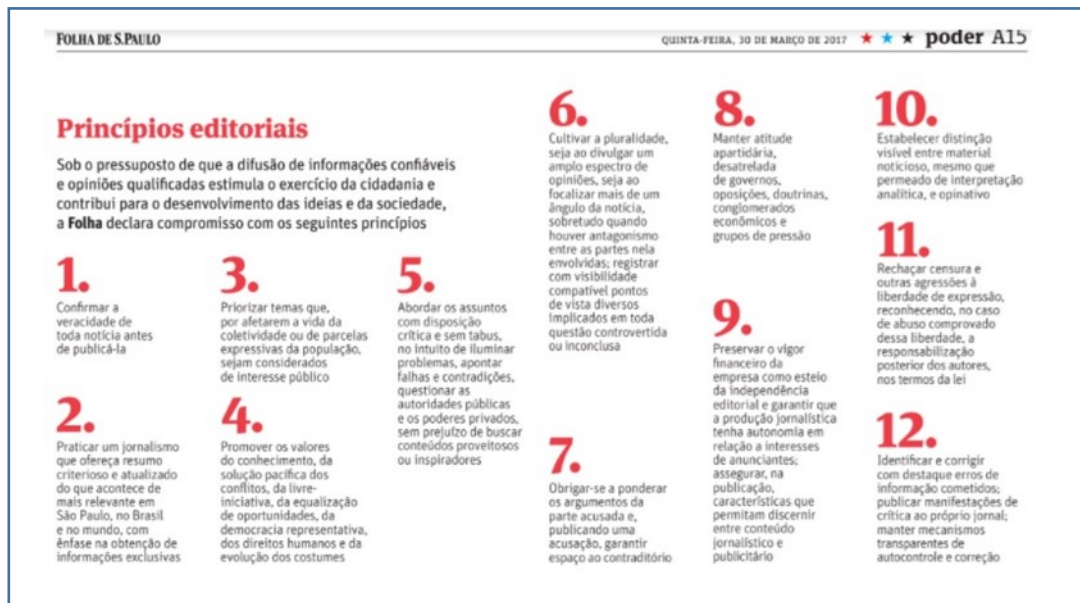 FOLHA DE S.PAULO
QUINTA-FEIRA, 30 DE MARÇO DE 2017 ★ ★ ★ poder A15
Princípios editoriais
Sob o pressuposto de que a difusão de informações confiáveis
e opiniões qualificadas estimula o exercício da cidadania e
contribui para o desenvolvimento das ideias e da sociedade,
a Folha declara compromisso com os seguintes princípios
1.
Confirmar a
veracidade de
toda notícia antes
de publicá-la
2.
Praticar um jornalismo
que ofereça resumo
criterioso e atualizado
do que acontece de
mais relevante em
São Paulo, no Brasil
e no mundo, com
ênfase na obtenção de
informações exclusivas
3.
Priorizar temas que,
por afetarem a vida da
coletividade ou de parcelas
expressivas da população,
sejam considerados
de interesse público
4.
Promover os valores
do conhecimento, da
solução pacífica dos
conflitos, da livre-
iniciativa, da equalização
de oportunidades, da
democracia representativa,
dos direitos humanos e da
evolução dos costumes
5.
Abordar os assuntos
com disposição
crítica e sem tabus,
no intuito de iluminar
problemas, apontar
falhas e contradições,
questionar as
autoridades públicas
e os poderes privados,
sem prejuízo de buscar
conteúdos proveitosos
ou inspiradores
6.
Cultivar a pluralidade,
seja ao divulgar um
amplo espectro de
opiniões, seja ao
focalizar mais de um
ângulo da notícia,
sobretudo quando
houver antagonismo
entre as partes nela
envolvidas; registrar
com visibilidade
compatível pontos
de vista diversos
implicados em toda
questão controvertida
ou inconclusa
7.
Obrigar-se a ponderar
os argumentos da
parte acusada e,
publicando uma
acusação, garantir
espaço ao contraditório
8.
Manter atitude
apartidária,
desatrelada
de governos,
oposições, doutrinas,
conglomerados
econômicos e
grupos de pressão
9.
Preservar o vigor
financeiro da
empresa como esteio
da independência
editorial e garantir que
a produção jornalística
tenha autonomia em
relação a interesses
de anunciantes;
assegurar, na
publicação,
características que
permitam discernir
entre conteúdo
jornalístico e
publicitário
10.
Estabelecer distinção
visível entre material
noticioso, mesmo que
permeado de interpretação
analítica, e opinativo
11.
Rechaçar censura e
outras agressões à
liberdade de expressão,
reconhecendo, no caso
de abuso comprovado
dessa liberdade, a
responsabilização
posterior dos autores,
nos termos da lei
12.
Identificar e corrigir
com destaque erros de
informação cometidos;
publicar manifestações de
crítica ao próprio jornal;
manter mecanismos
transparentes de
autocontrole e correção